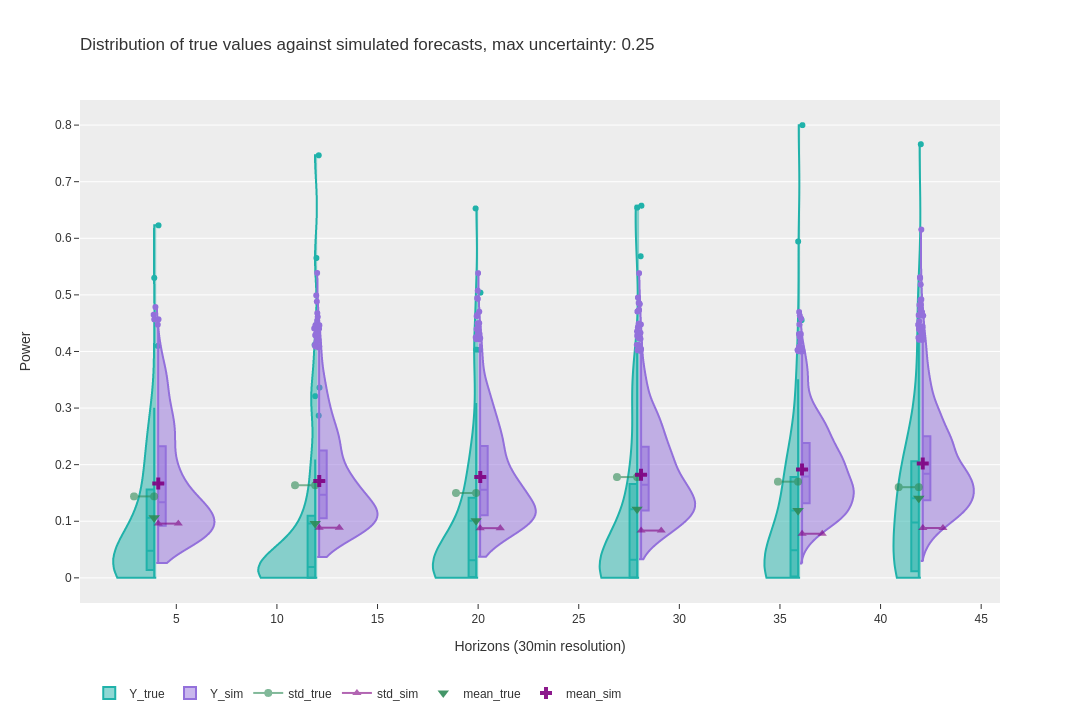 Distribution of true values against simulated forecasts, max uncertainty: 0.25
0.8
0.7
0.6
0.5
0.4
0.3
0.2
0.1
0
Power
5 10 15 20 25 30 35 40 45
Horizons (30min resolution)
Y_true Y_sim std_true std_sim mean_true mean_sim